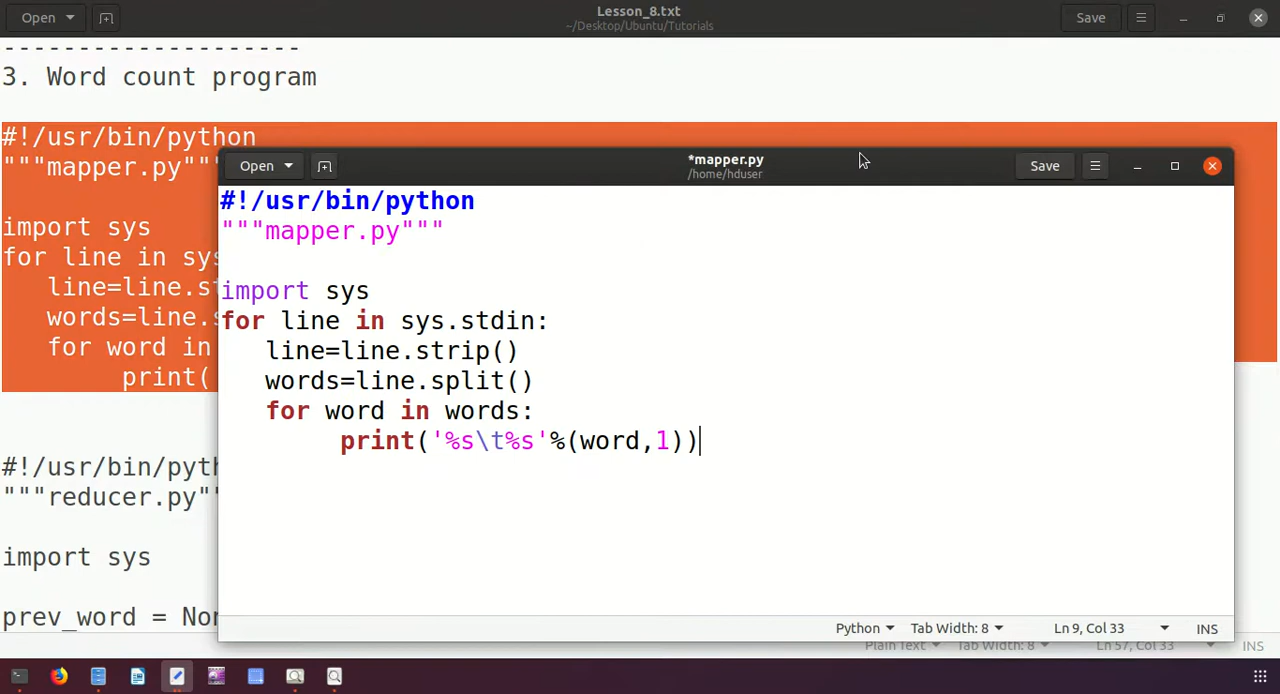 Open
Lesson_8.txt
~/Desktop/Ubuntu/Tutorials
Save
--------------------
3. Word count program
#!/usr/bin/python
"""mapper.py"""
import sys
for line in sys
line=line.st
words=line.s
for word in
print(
#!/usr/bin/pyth
"""reducer.py"
import sys
prev_word = Non
Open
*mapper.py
/home/hduser
Save
#!/usr/bin/python
"""mapper.py"""
import sys
for line in sys.stdin:
line=line.strip()
words=line.split()
for word in words:
print('%s\t%s'%(word,1))
Python
Tab Width: 8
Ln 9, Col 33
INS
Plain Text
Tab Width: 8
Ln 57, Col 33
INS